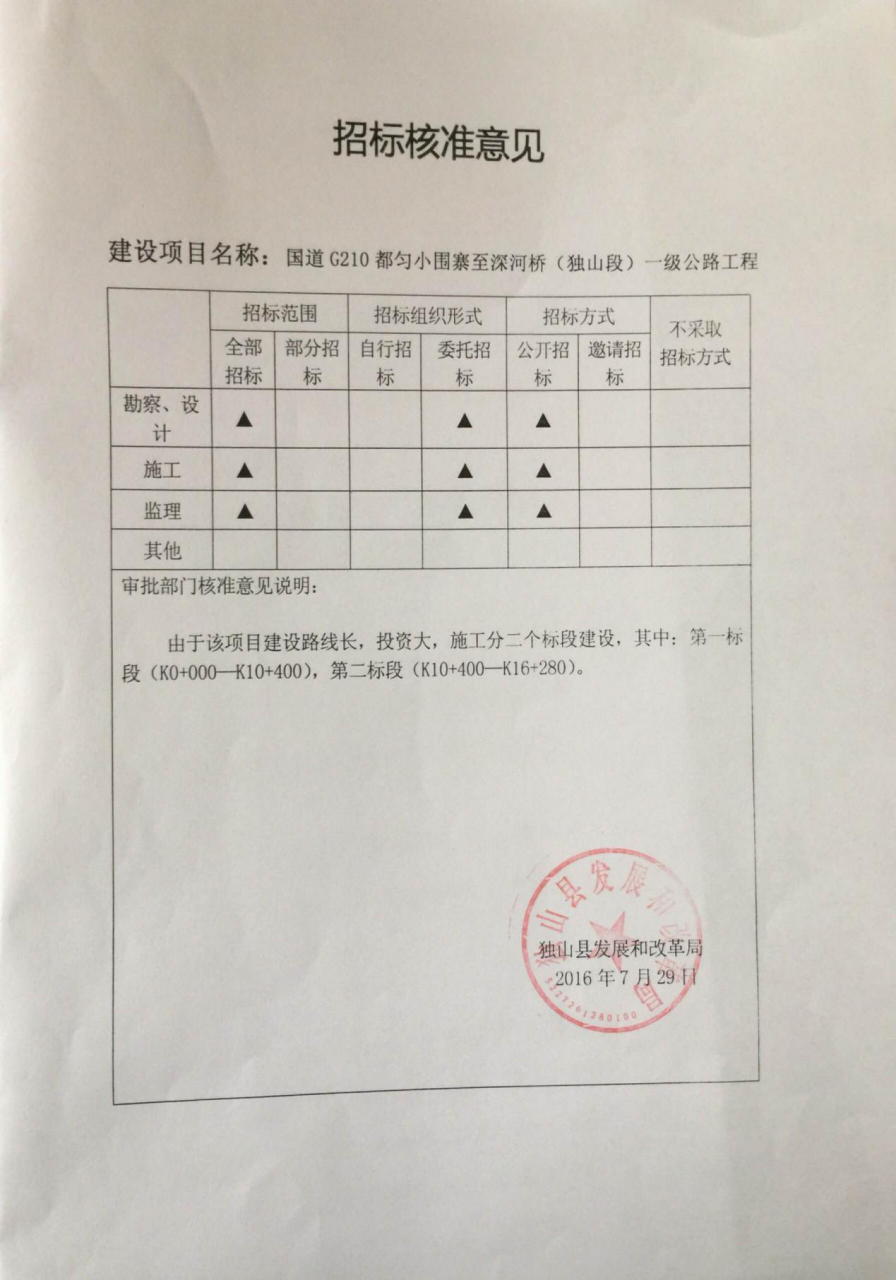 招标核准意见
建设项目名称：国道 G210 都匀小围寨至深河桥（独山段）一级公路工程
招标范围 招标组织形式 招标方式 不采取招标方式
全部招标 部分招标 自行招标 委托招标 公开招标 邀请招标
勘察、设计 ▲ ▲ ▲
施工 ▲ ▲ ▲
监理 ▲ ▲ ▲
其他
审批部门核准意见说明：
由于该项目建设路线长，投资大，施工分二个标段建设，其中：第一标
段（K0+000—K10+400），第二标段（K10+400—K16+280）。
独山县发展和改革局
独山县发展和改革局
2016 年 7 月 29 日